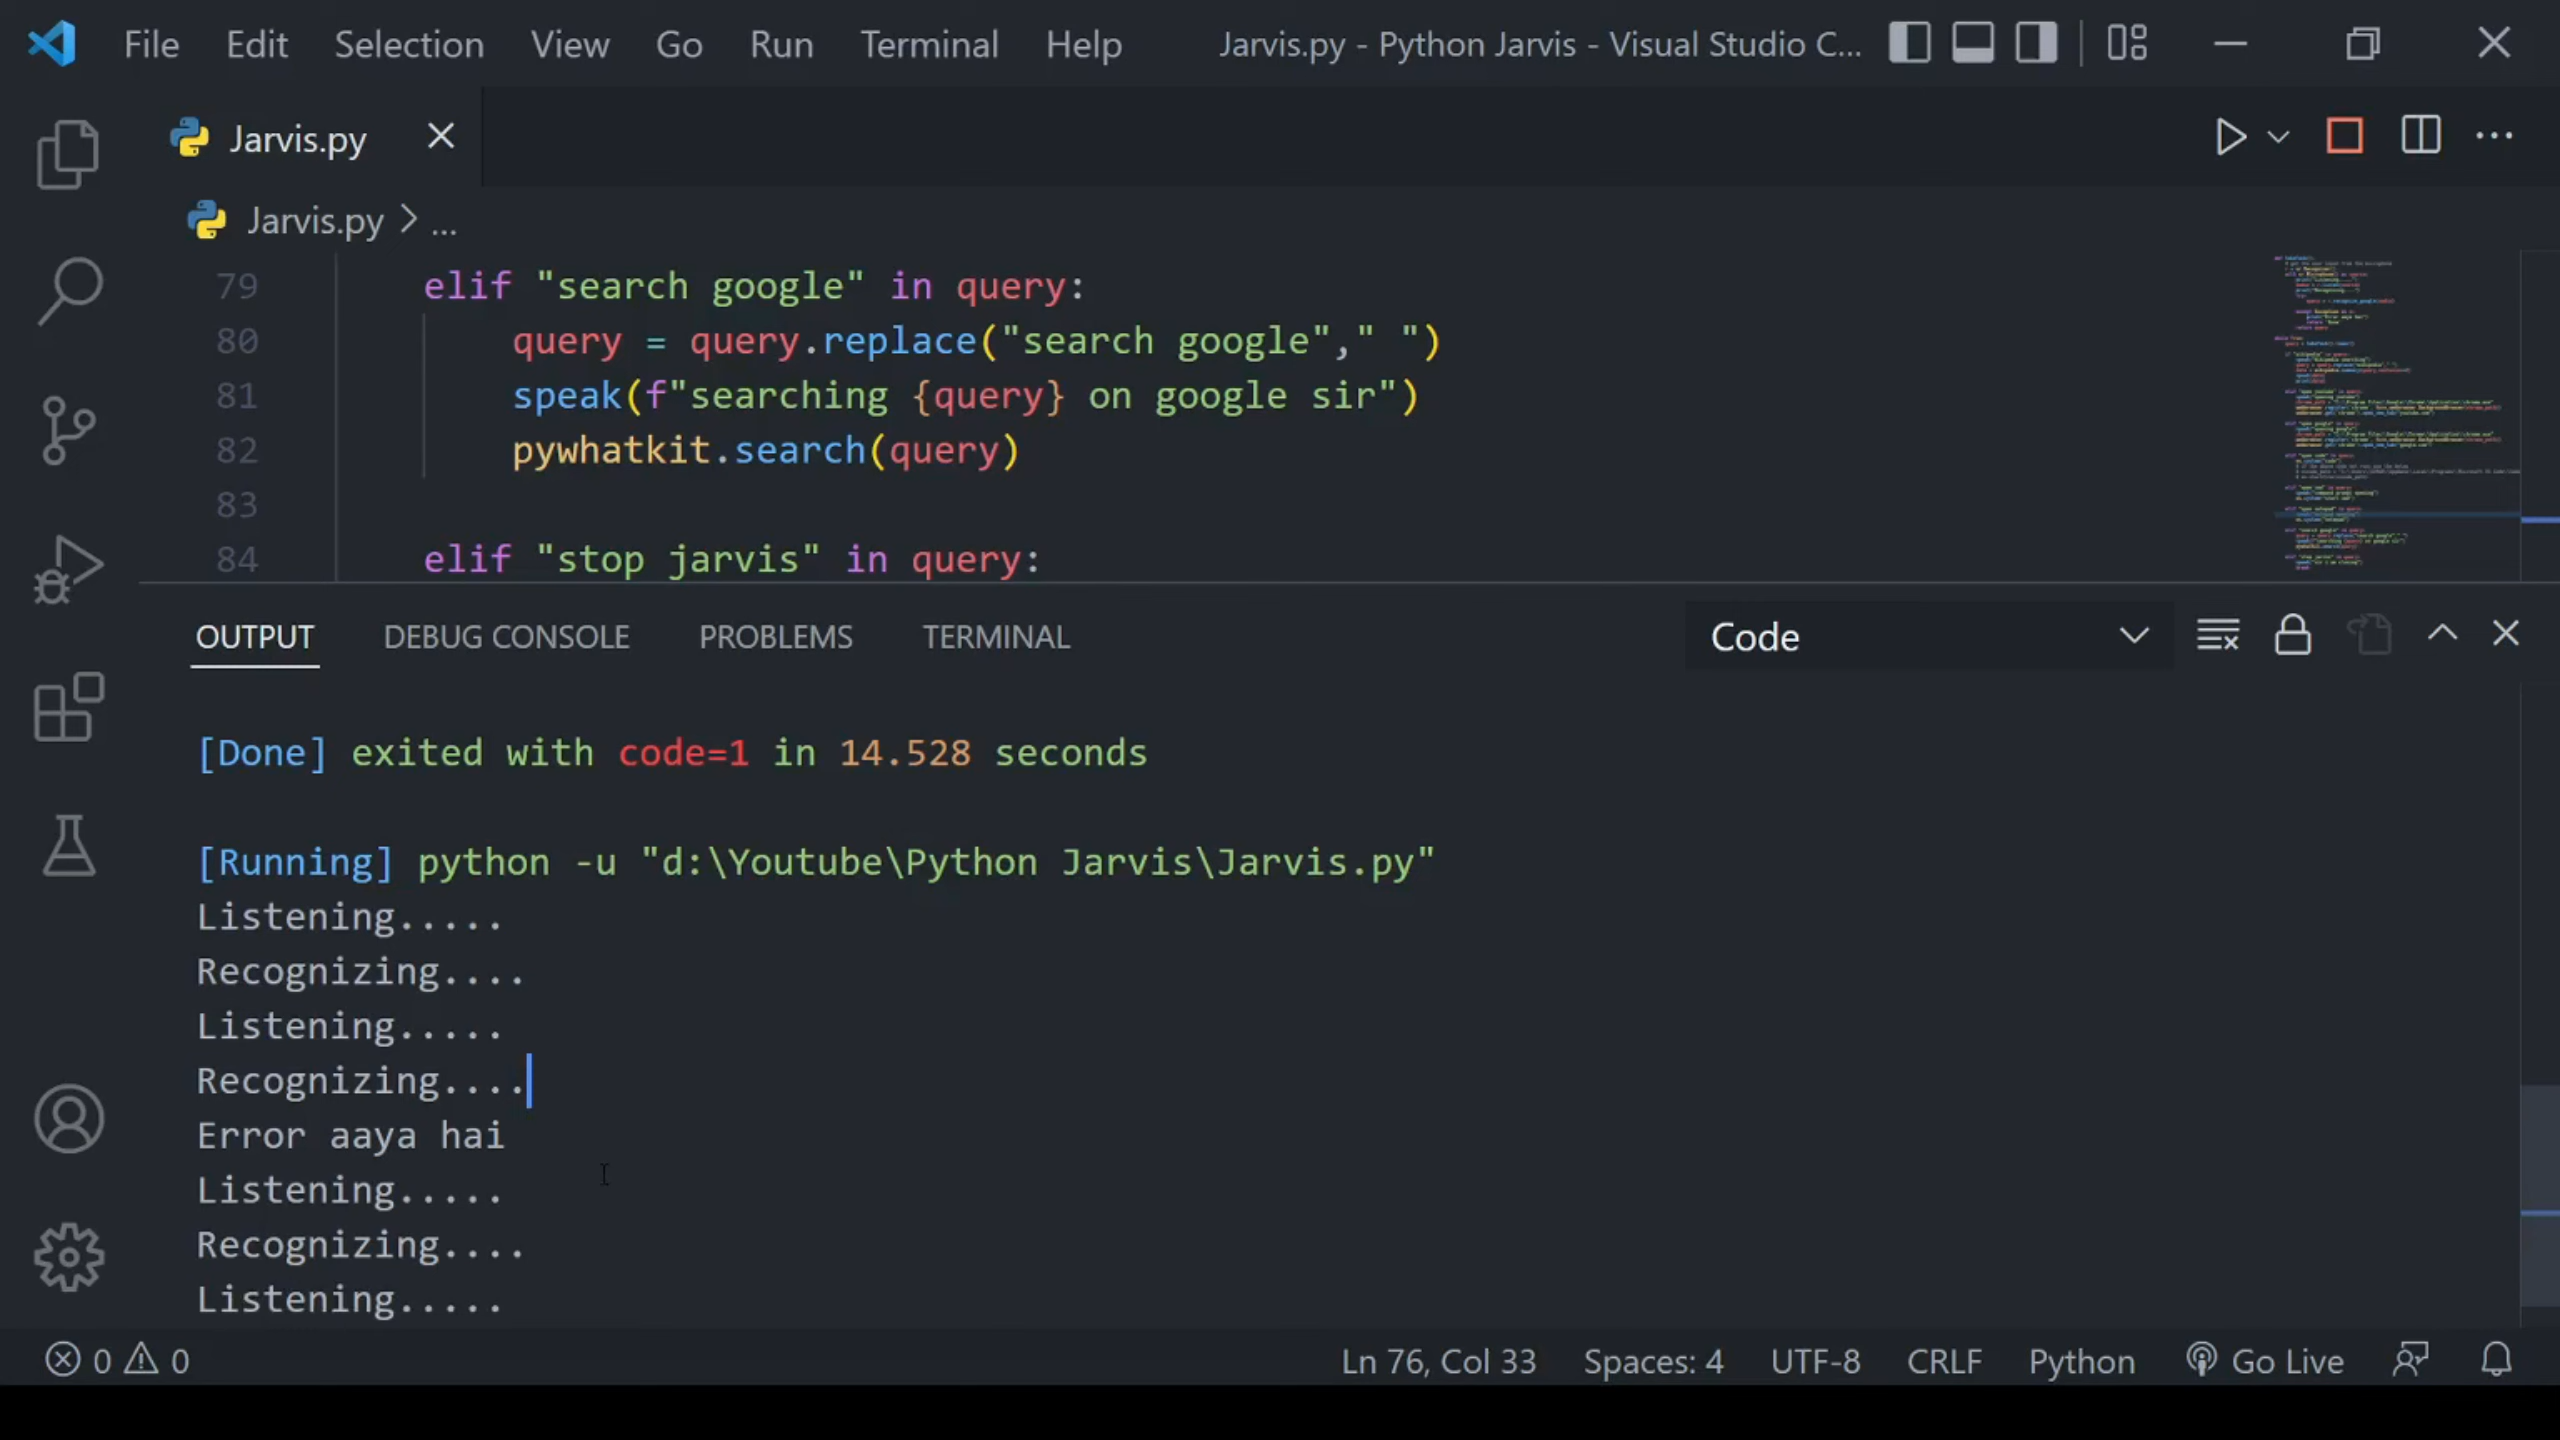 File Edit Selection View Go Run Terminal Help Jarvis.py - Python Jarvis - Visual Studio C...
Jarvis.py
Jarvis.py > ...
79 elif "search google" in query:
80 query = query.replace("search google"," ")
81 speak(f"searching {query} on google sir")
82 pywhatkit.search(query)
83
84 elif "stop jarvis" in query:
OUTPUT DEBUG CONSOLE PROBLEMS TERMINAL Code
[Done] exited with code=1 in 14.528 seconds
[Running] python -u "d:\Youtube\Python Jarvis\Jarvis.py"
Listening.....
Recognizing....
Listening.....
Recognizing....
Error aaya hai
Listening.....
Recognizing....
Listening.....
0 0 Ln 76, Col 33 Spaces: 4 UTF-8 CRLF Python Go Live